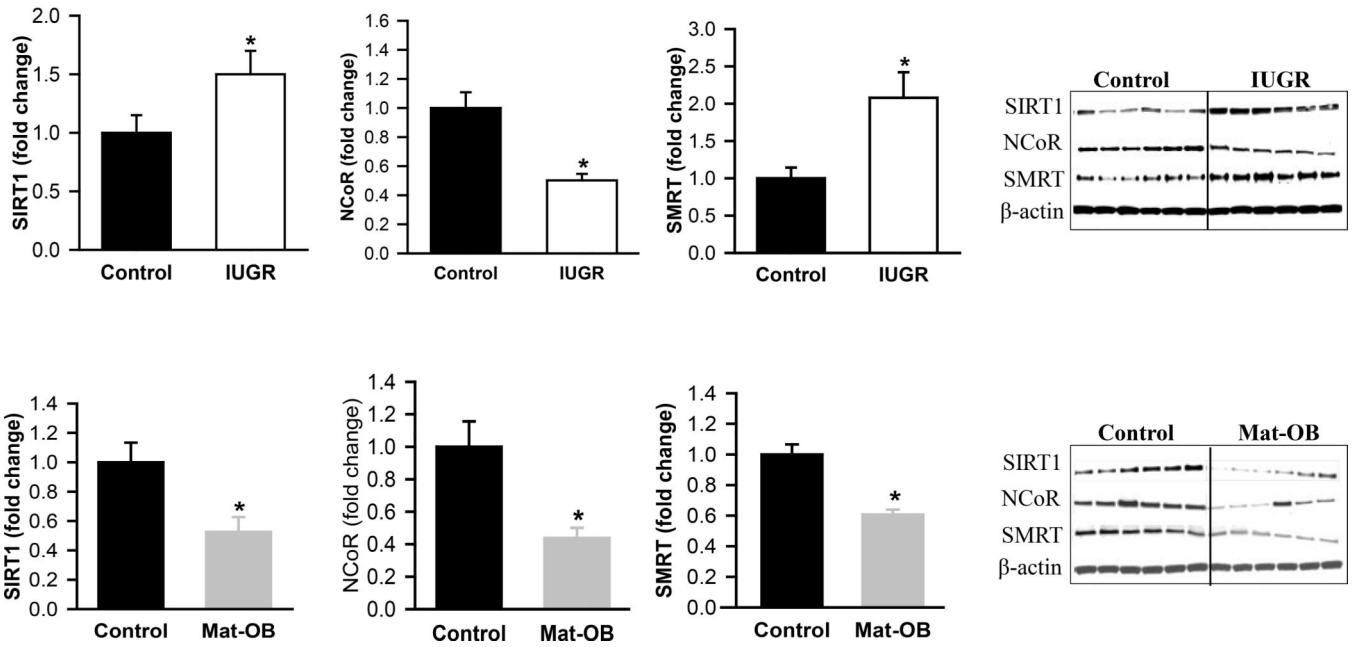 SIRT1 (fold change)
2.0
1.5
1.0
0.5
0.0
*
Control IUGR
NCoR (fold change)
1.6
1.4
1.2
1.0
0.8
0.6
0.4
0.2
0.0
*
Control IUGR
SMRT (fold change)
3.0
2.5
2.0
1.5
1.0
0.5
0.0
*
Control IUGR
Control IUGR
SIRT1
NCoR
SMRT
β-actin
SIRT1 (fold change)
1.4
1.2
1.0
0.8
0.6
0.4
0.2
0.0
*
Control Mat-OB
NCoR (fold change)
1.4
1.2
1.0
0.8
0.6
0.4
0.2
0.0
*
Control Mat-OB
SMRT (fold change)
1.4
1.2
1.0
0.8
0.6
0.4
0.2
0.0
*
Control Mat-OB
Control Mat-OB
SIRT1
NCoR
SMRT
β-actin